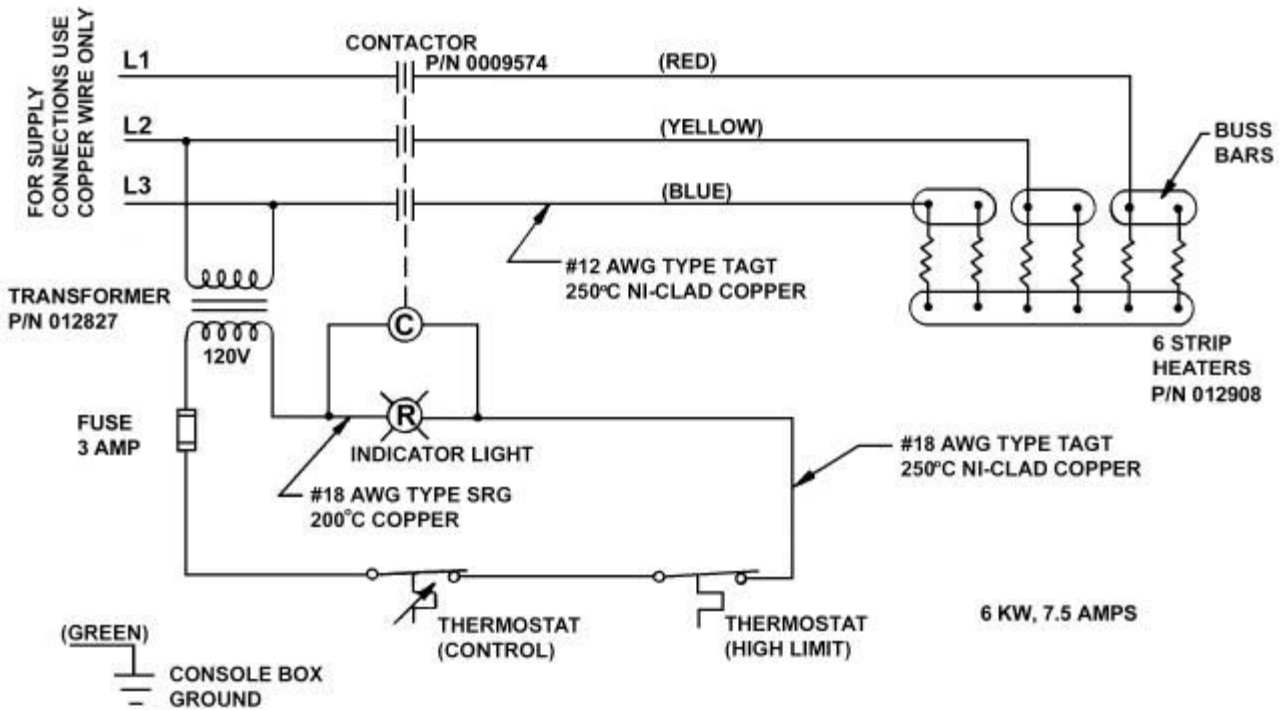 FOR SUPPLY
CONNECTIONS USE
COPPER WIRE ONLY
L1
L2
L3
CONTACTOR
P/N 0009574
(RED)
(YELLOW)
(BLUE)
BUSS
BARS
#12 AWG TYPE TAGT
250°C NI-CLAD COPPER
TRANSFORMER
P/N 012827
120V
C
6 STRIP
HEATERS
P/N 012908
FUSE
3 AMP
R
INDICATOR LIGHT
#18 AWG TYPE SRG
200°C COPPER
#18 AWG TYPE TAGT
250°C NI-CLAD COPPER
THERMOSTAT
(CONTROL)
THERMOSTAT
(HIGH LIMIT)
6 KW, 7.5 AMPS
(GREEN)
CONSOLE BOX
GROUND